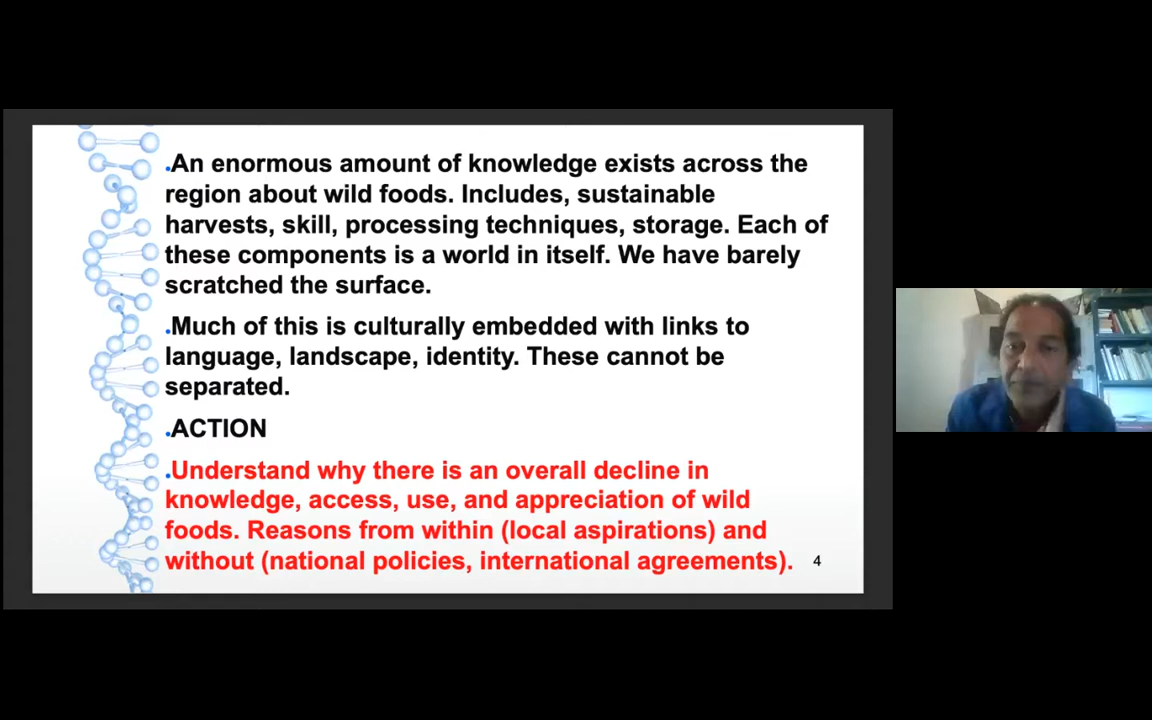 .An enormous amount of knowledge exists across the
region about wild foods. Includes, sustainable
harvests, skill, processing techniques, storage. Each of
these components is a world in itself. We have barely
scratched the surface.
.Much of this is culturally embedded with links to
language, landscape, identity. These cannot be
separated.
.ACTION
.Understand why there is an overall decline in
knowledge, access, use, and appreciation of wild
foods. Reasons from within (local aspirations) and
without (national policies, international agreements).
4